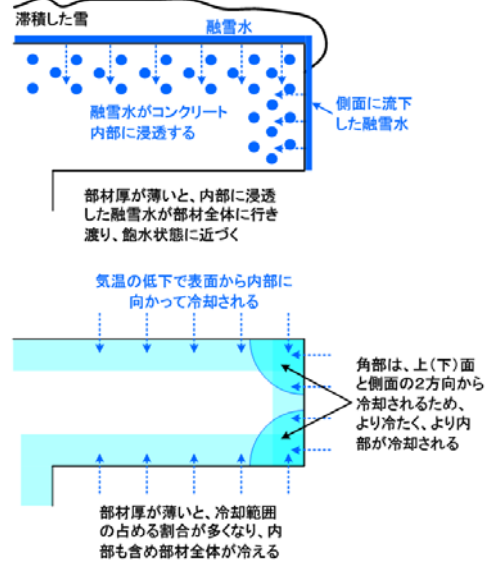 滞積した雪
融雪水
融雪水がコンクリート
内部に浸透する
側面に流下
した融雪水
部材厚が薄いと、内部に浸透
した融雪水が部材全体に行き
渡り、飽水状態に近づく
気温の低下で表面から内部に
向かって冷却される
角部は、上(下)面
と側面の2方向から
冷却されるため、
より冷たく、より内
部が冷却される
部材厚が薄いと、冷却範囲
の占める割合が多くなり、内
部も含め部材全体が冷える